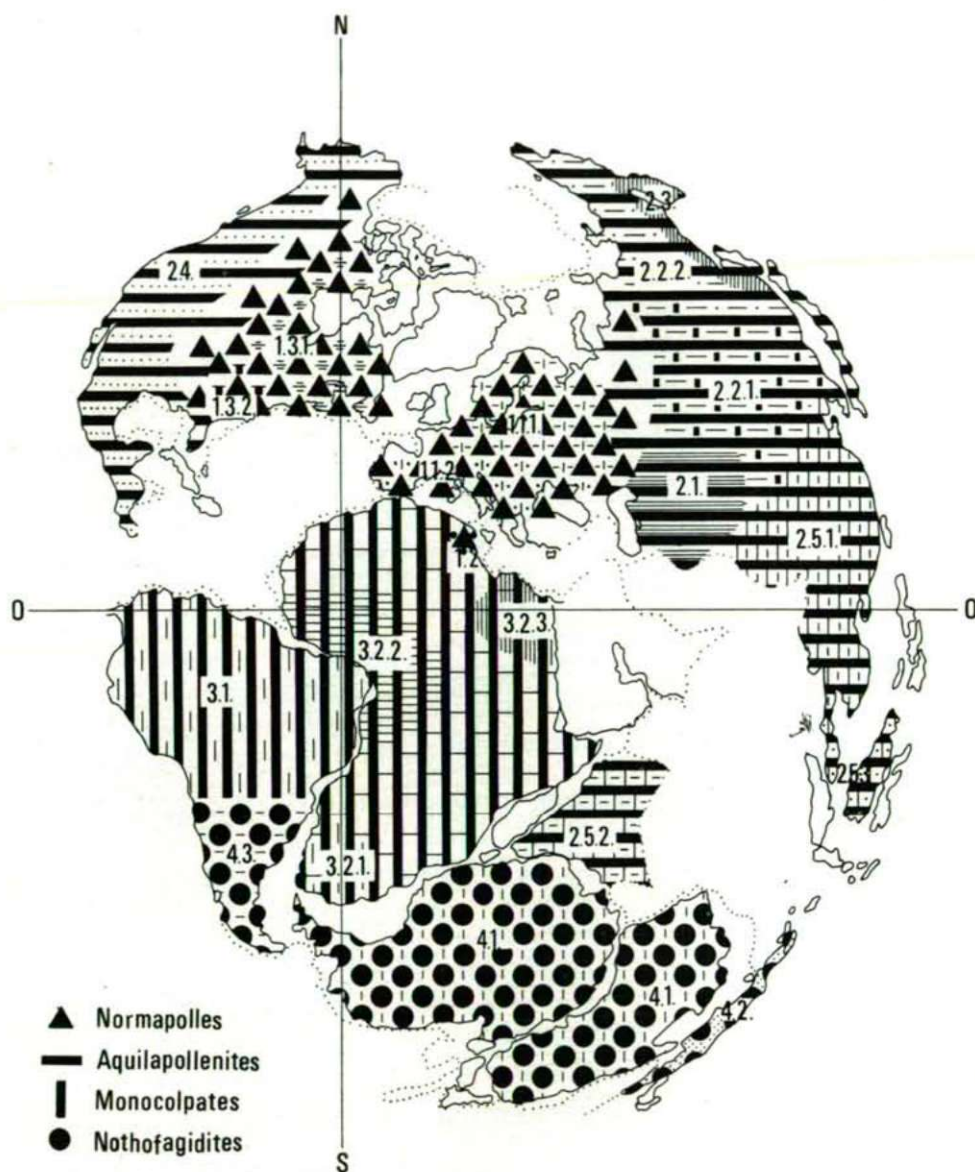 N
2.3.
2.4.
2.2.2.
1.3.1.
2.2.1.
1.3.2.
1.1.1.
1.1.2.
2.1.
2.5.1.
1.2.
O
O
3.2.3.
3.2.2.
3.1.
2.5.3.
2.5.2.
4.3.
3.2.1.
4.1.
4.1.
4.2.
Normapolles
Aquilapollenites
Monocolpates
Nothofagidites
S